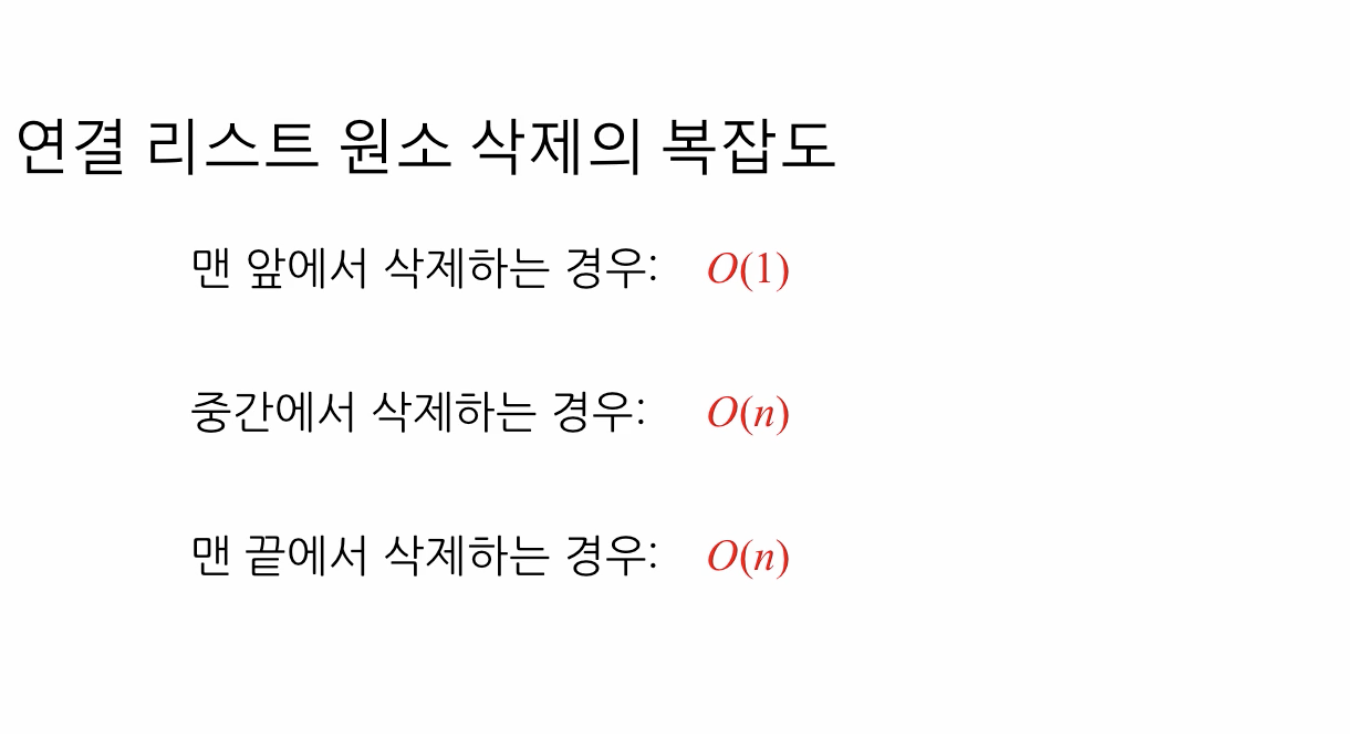 연결 리스트 원소 삭제의 복잡도
맨 앞에서 삭제하는 경우: O(1)
중간에서 삭제하는 경우: O(n)
맨 끝에서 삭제하는 경우: O(n)